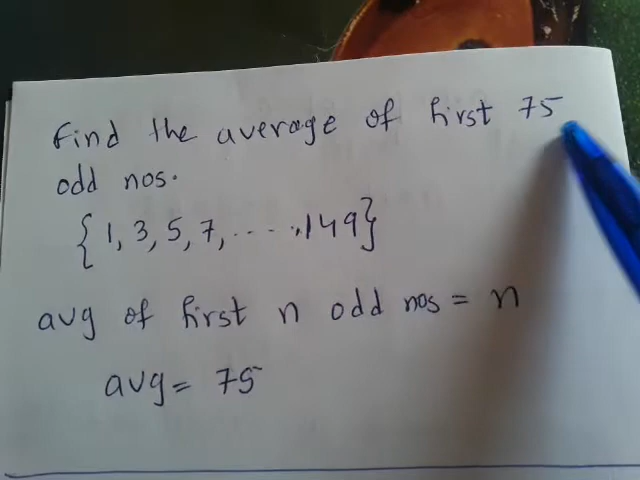 Find the average of first 75
odd nos.
{1, 3, 5, 7, ....., 149}
avg of first n odd nos = n
avg = 75